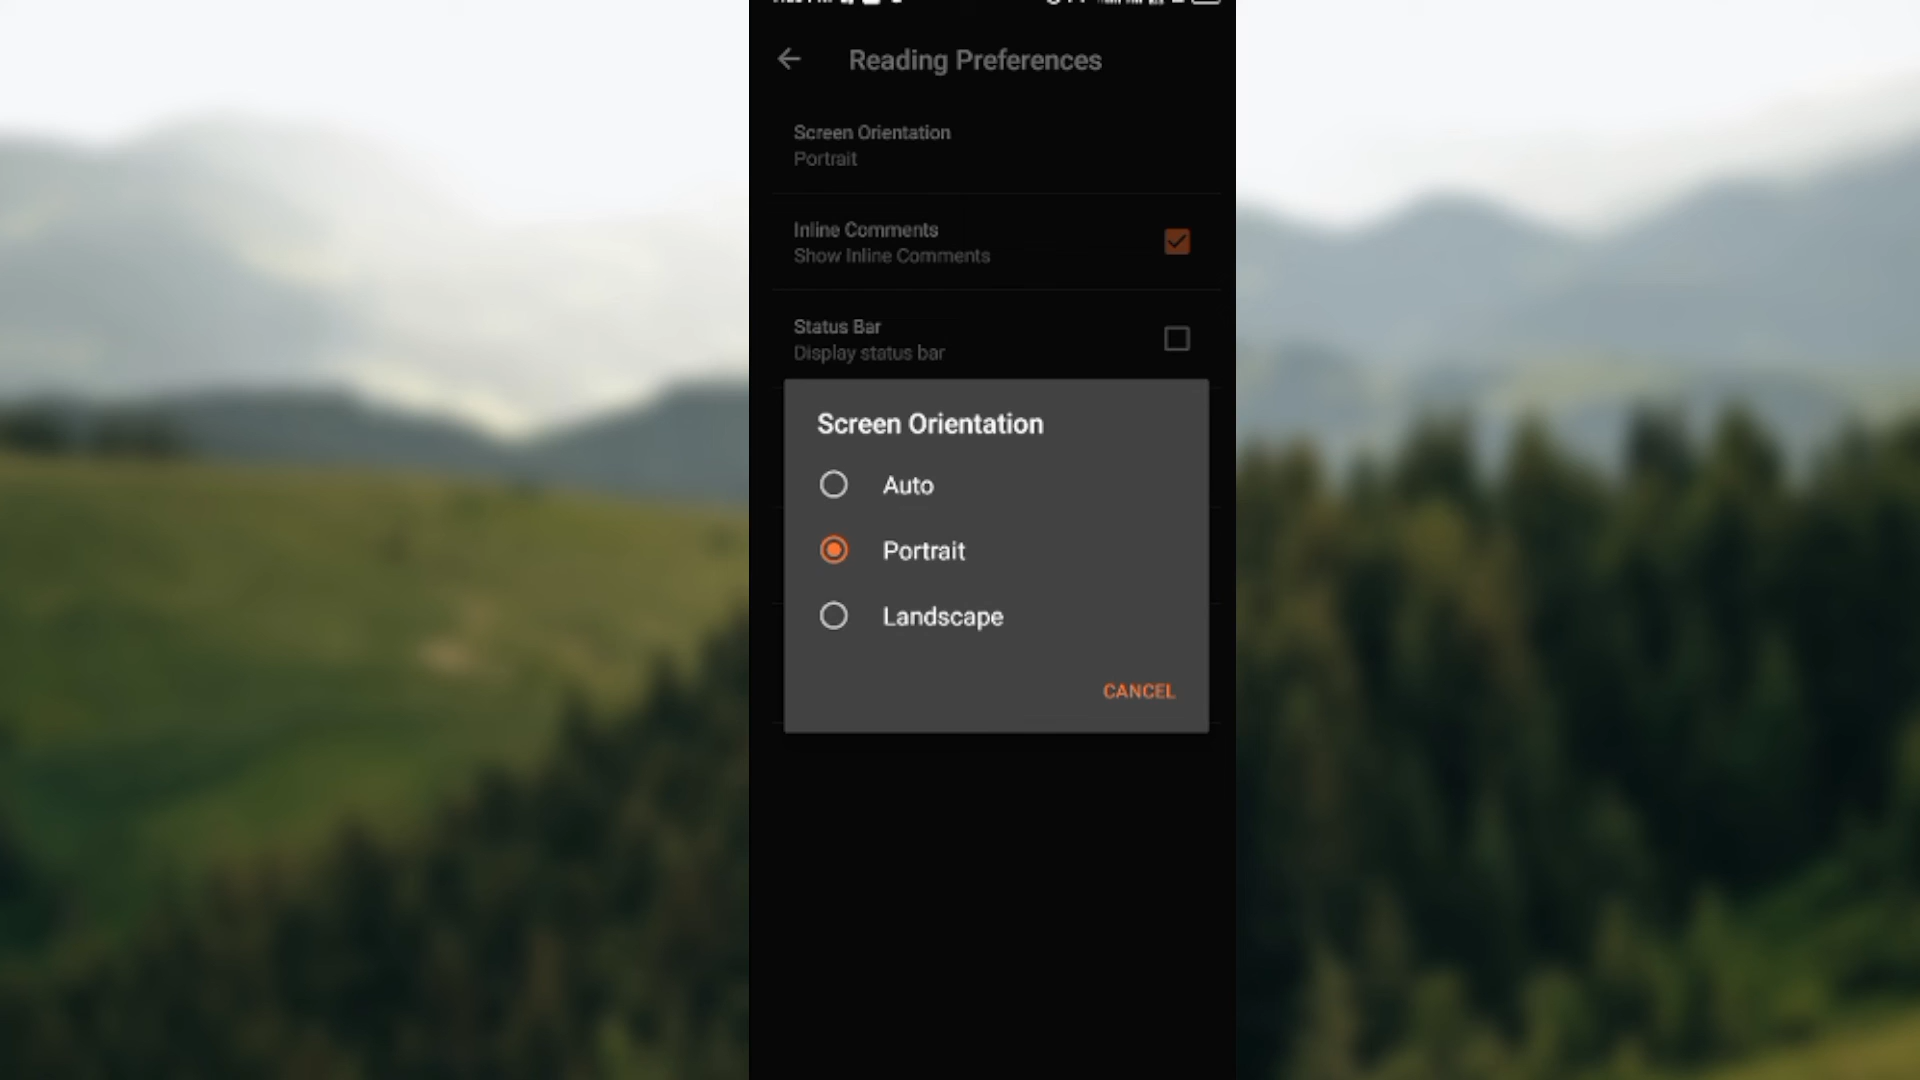 Reading Preferences
Screen Orientation
Portrait
Inline Comments
Show Inline Comments
Status Bar
Display status bar
Screen Orientation
Auto
Portrait
Landscape
CANCEL